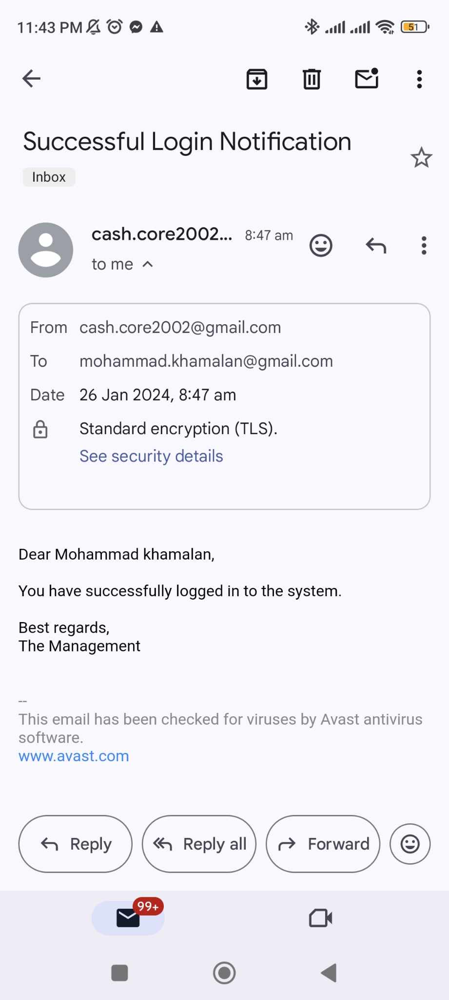 11:43 PM
51
Successful Login Notification
Inbox
cash.core2002... 8:47 am
to me
From cash.core2002@gmail.com
To mohammad.khamalan@gmail.com
Date 26 Jan 2024, 8:47 am
Standard encryption (TLS).
See security details
Dear Mohammad khamalan,
You have successfully logged in to the system.
Best regards,
The Management
--
This email has been checked for viruses by Avast antivirus
software.
www.avast.com
Reply Reply all Forward
99+